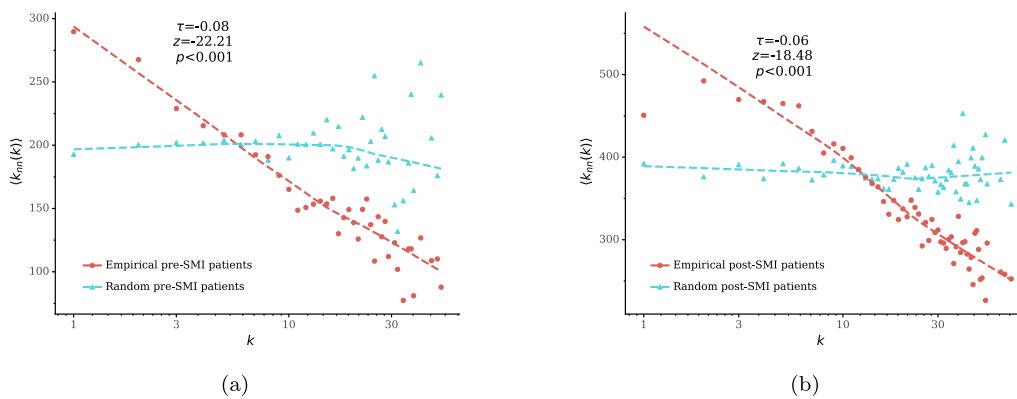 300
250
200
150
100
⟨k_nn(k)⟩
τ=-0.08
z=-22.21
p<0.001
Empirical pre-SMI patients
Random pre-SMI patients
1
3
10
30
k
(a)
500
400
300
⟨k_nn(k)⟩
τ=-0.06
z=-18.48
p<0.001
Empirical post-SMI patients
Random post-SMI patients
1
3
10
30
k
(b)